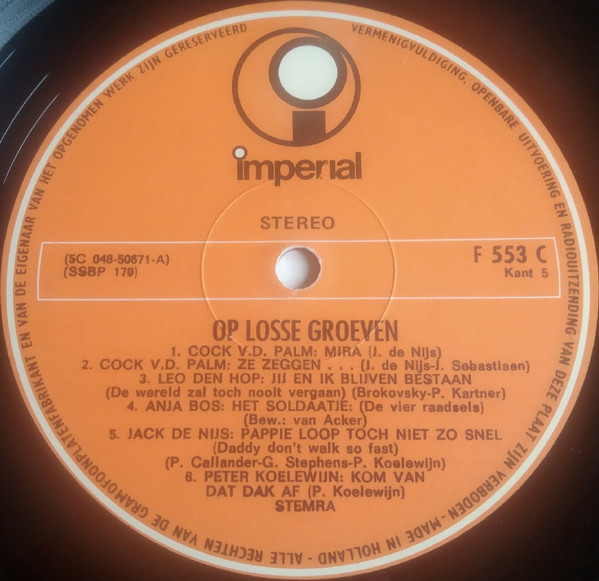 imperial
STEREO
(5C 048-50671-A)
(SSBP 179)
F 553 C
Kant 5
OP LOSSE GROEVEN
1. COCK V.D. PALM: MIRA (J. de Nijs)
2. COCK V.D. PALM: ZE ZEGGEN . . . (J. de Nijs-J. Sebastiaan)
3. LEO DEN HOP: JIJ EN IK BLIJVEN BESTAAN
(De wereld zal toch nooit vergaan) (Brokovsky-P. Kartner)
4. ANJA BOS: HET SOLDAATJE: (De vier raadsels)
(Bew.: van Acker)
5. JACK DE NIJS: PAPPIE LOOP TOCH NIET ZO SNEL
(Daddy don't walk so fast)
(P. Callander-G. Stephens-P. Koelewijn)
6. PETER KOELEWIJN: KOM VAN
DAT DAK AF (P. Koelewijn)
STEMRA
ALLE RECHTEN VAN DE GRAMOFOONPLATENFABRIKANT EN VAN DE EIGENAAR VAN HET OPGENOMEN WERK ZIJN GERESERVEERD
VERMENIGVULDIGING, OPENBARE UITVOERING EN RADIOUITZENDING VAN DEZE PLAAT ZIJN VERBODEN - MADE IN HOLLAND -